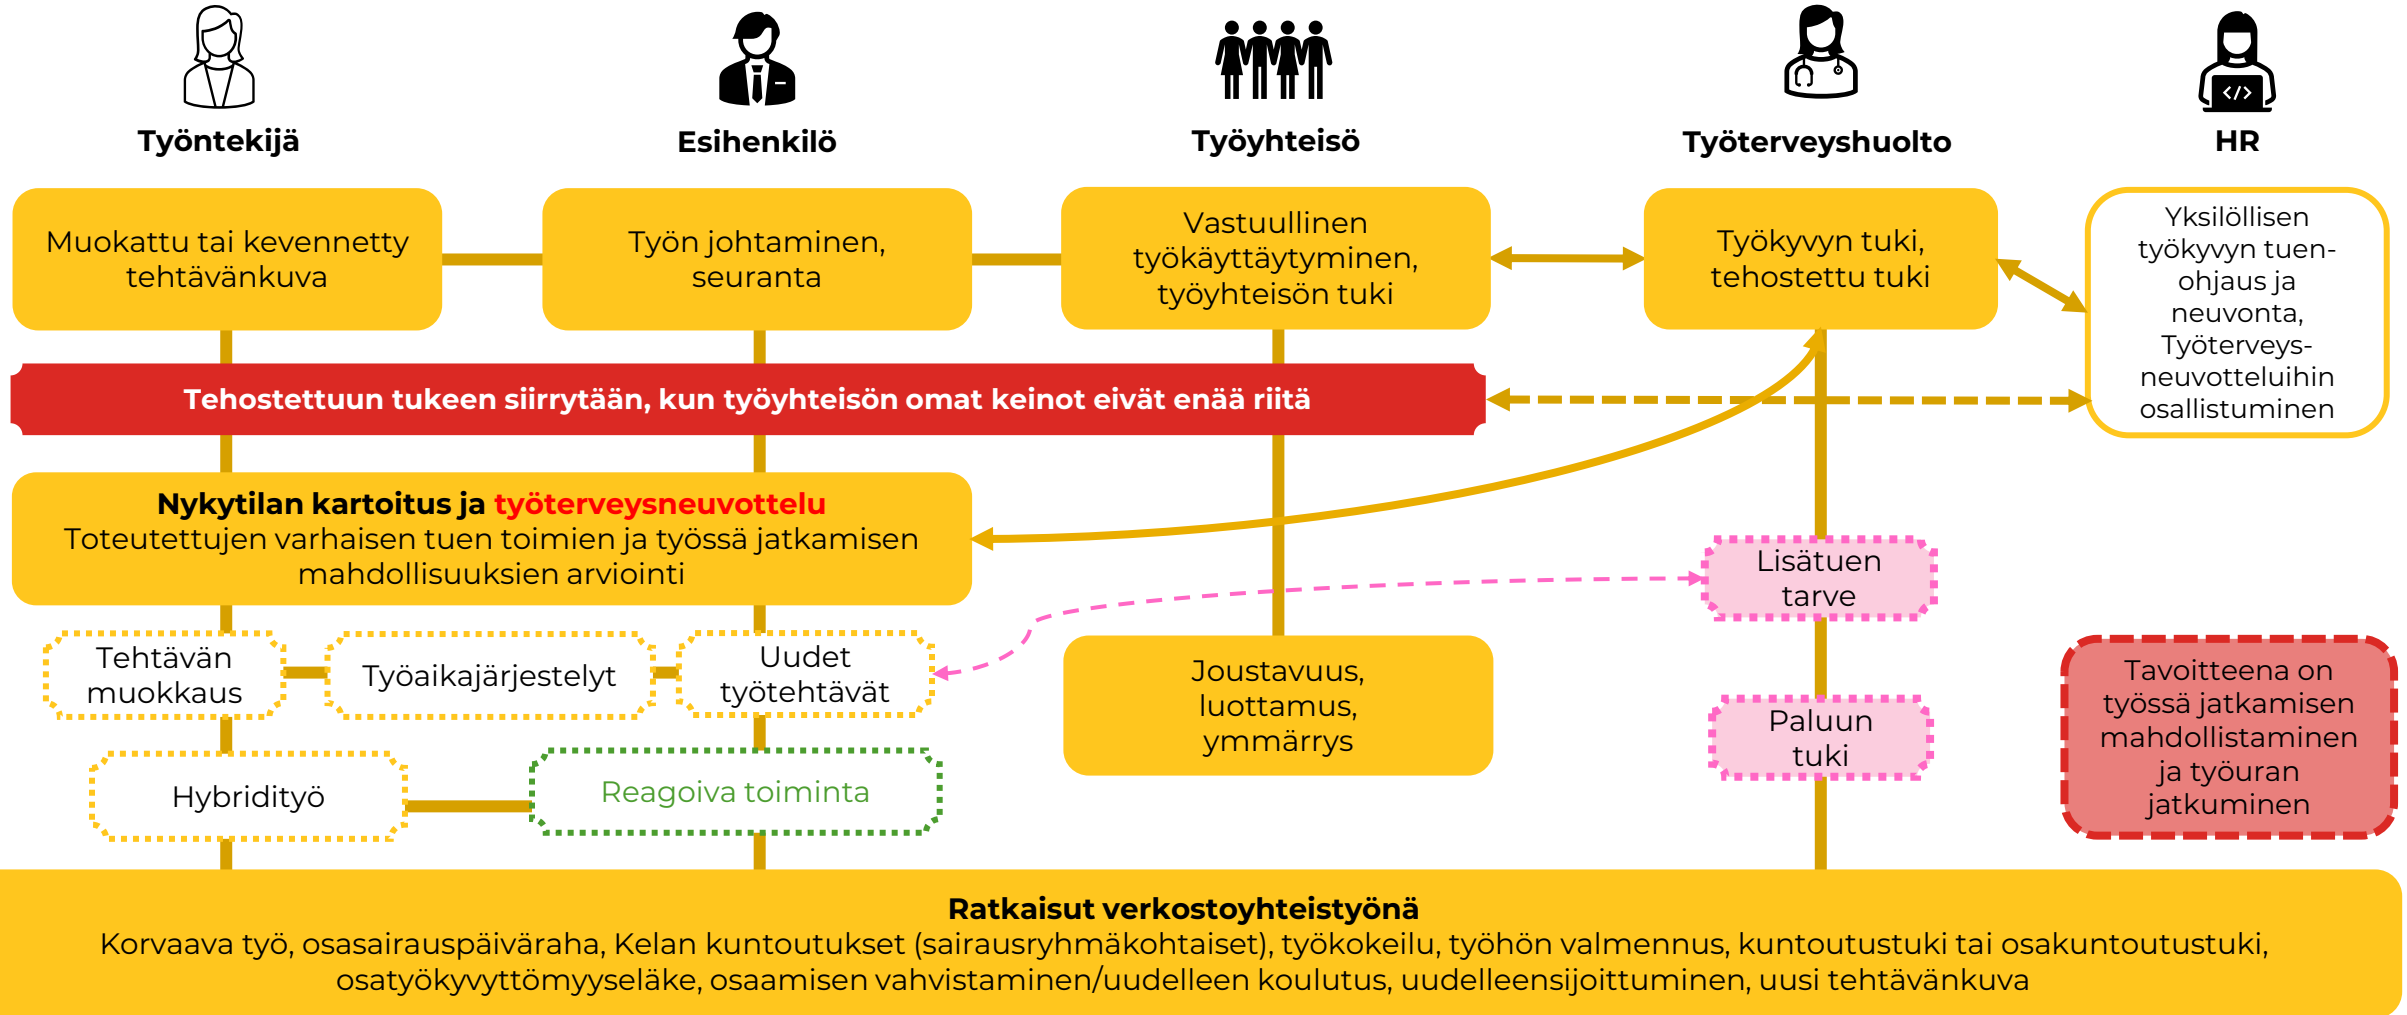 Työntekijä
Esihenkilö
Työyhteisö
Työterveyshuolto
HR
Muokattu tai kevennetty
tehtävänkuva
Työn johtaminen,
seuranta
Vastuullinen
työkäyttäytyminen,
työyhteisön tuki
Työkyvyn tuki,
tehostettu tuki
Yksilöllisen
työkyvyn tuen-
ohjaus ja
neuvonta,
Työterveys-
neuvotteluihin
osallistuminen
Tehostettuun tukeen siirrytään, kun työyhteisön omat keinot eivät enää riitä
Nykytilan kartoitus ja työterveysneuvottelu
Toteutettujen varhaisen tuen toimien ja työssä jatkamisen
mahdollisuuksien arviointi
Lisätuen
tarve
Tehtävän
muokkaus
Työaikajärjestelyt
Uudet
työtehtävät
Joustavuus,
luottamus,
ymmärrys
Paluun
tuki
Tavoitteena on
työssä jatkamisen
mahdollistaminen
ja työuran
jatkuminen
Hybridityö
Reagoiva toiminta
Ratkaisut verkostoyhteistyönä
Korvaava työ, osasairauspäiväraha, Kelan kuntoutukset (sairausryhmäkohtaiset), työkokeilu, työhön valmennus, kuntoutustuki tai osakuntoutustuki,
osatyökyvyttömyyseläke, osaamisen vahvistaminen/uudelleen koulutus, uudelleensijoittuminen, uusi tehtävänkuva